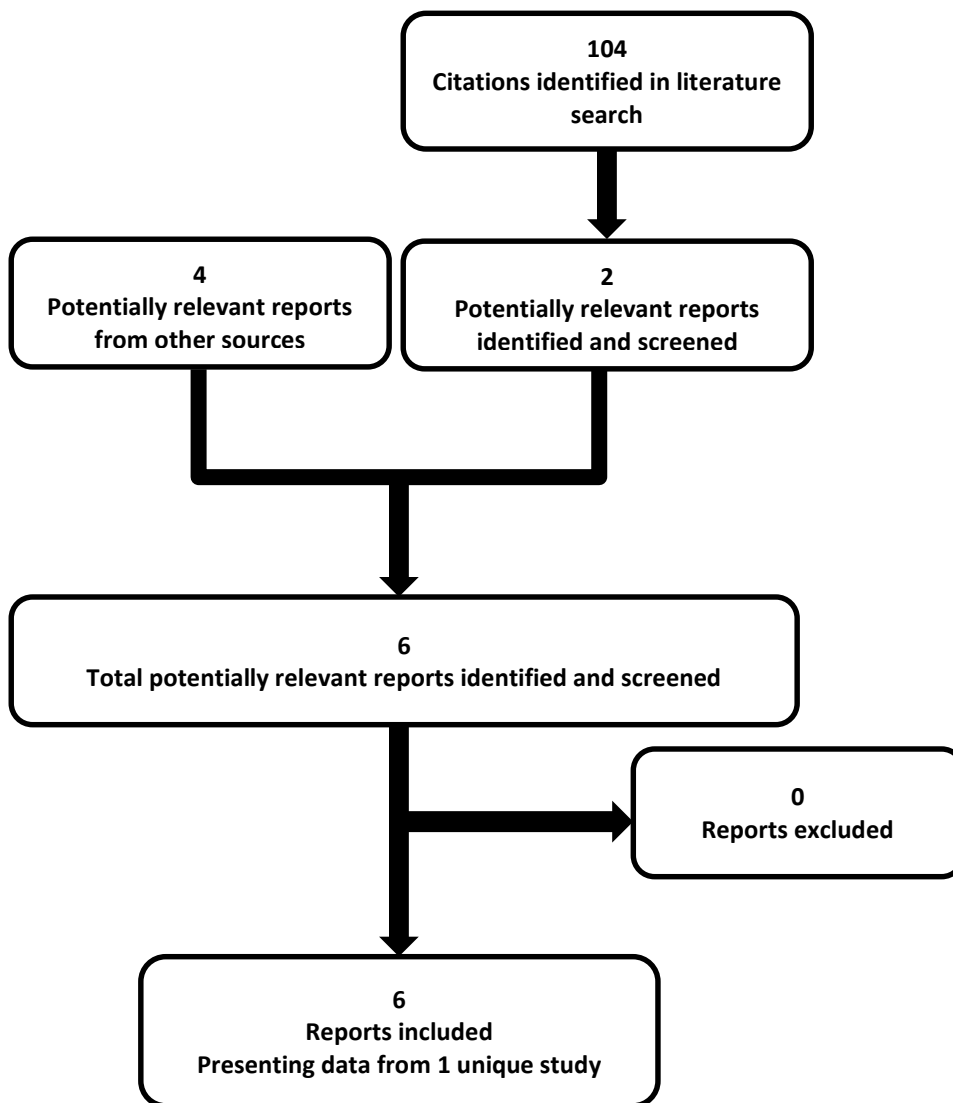 104
Citations identified in literature
search
4
Potentially relevant reports
from other sources
2
Potentially relevant reports
identified and screened
6
Total potentially relevant reports identified and screened
0
Reports excluded
6
Reports included
Presenting data from 1 unique study